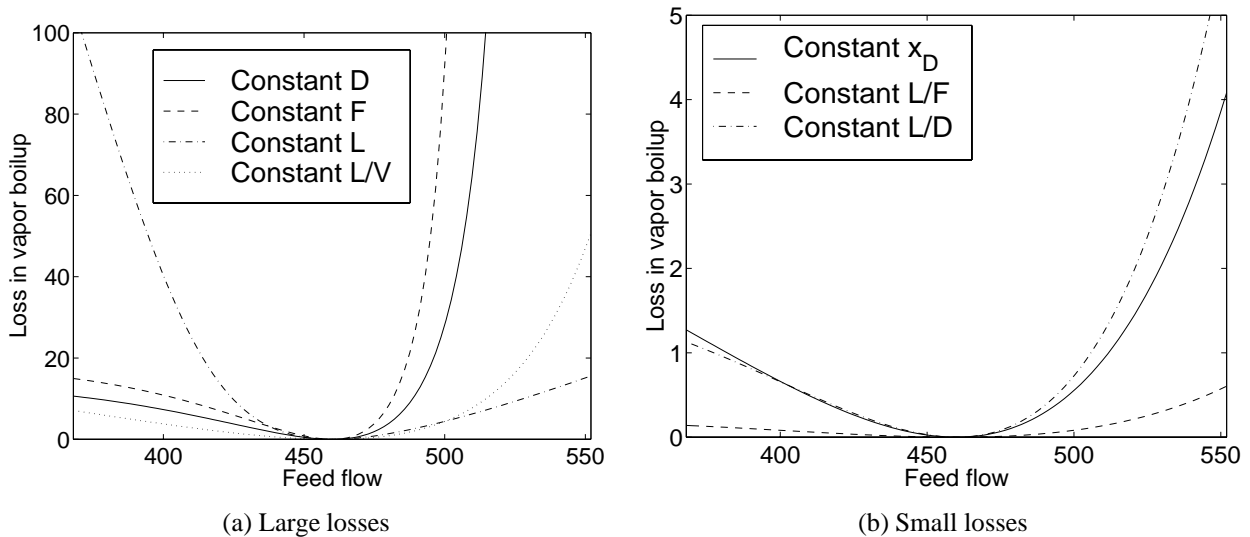 100
80
60
40
20
0
Loss in vapor boilup
Constant D
Constant F
Constant L
Constant L/V
400
450
500
550
Feed flow
(a) Large losses
5
4
3
2
1
0
Loss in vapor boilup
Constant x_D
Constant L/F
Constant L/D
400
450
500
550
Feed flow
(b) Small losses